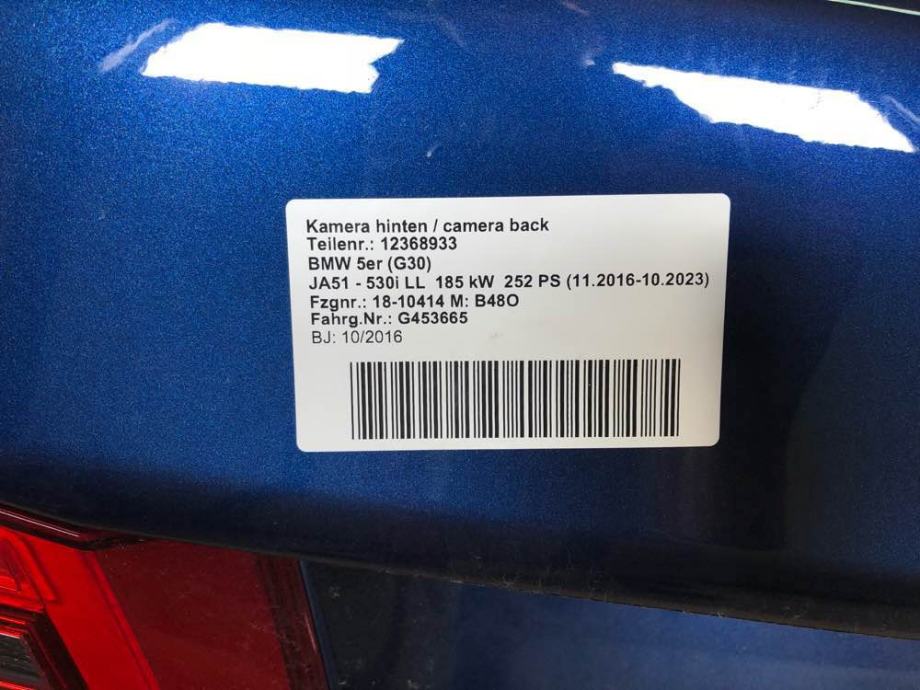 Kamera hinten / camera back
Teilenr.: 12368933
BMW 5er (G30)
JA51 - 530i LL  185 kW  252 PS (11.2016-10.2023)
Fzgnr.: 18-10414 M: B48O
Fahrg.Nr.: G453665
BJ: 10/2016